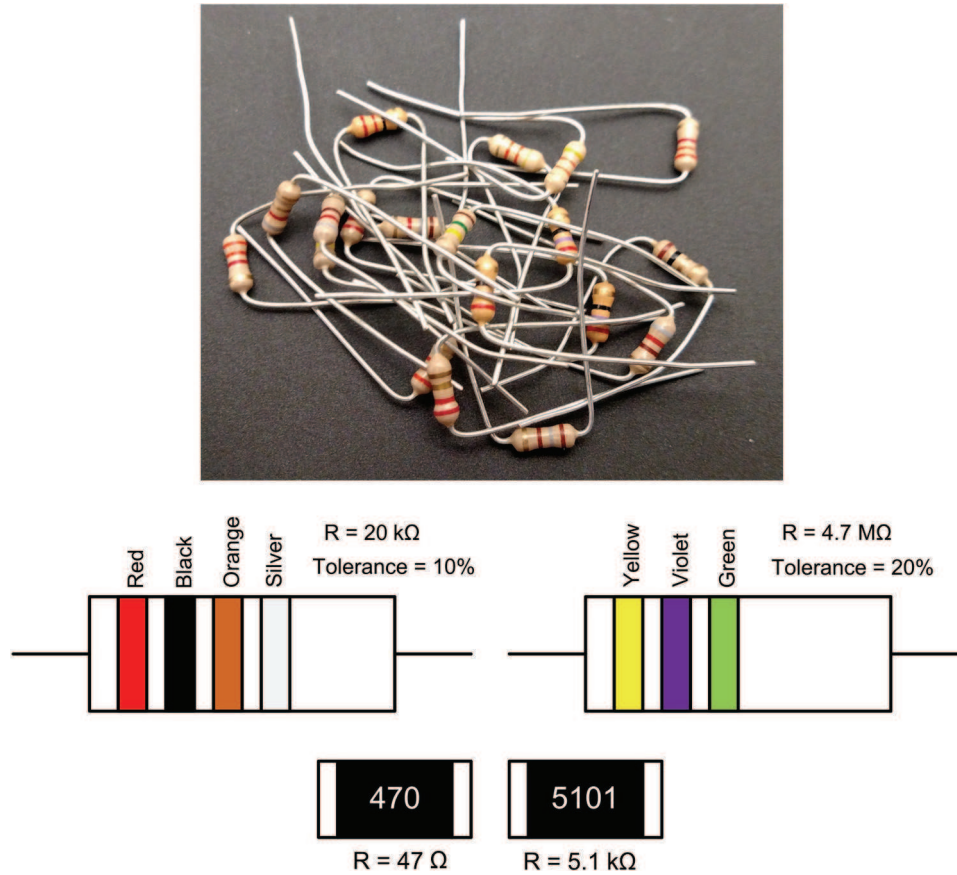 Red
Black
Orange
Silver
R = 20 kΩ
Tolerance = 10%
Yellow
Violet
Green
R = 4.7 MΩ
Tolerance = 20%
470
R = 47 Ω
5101
R = 5.1 kΩ